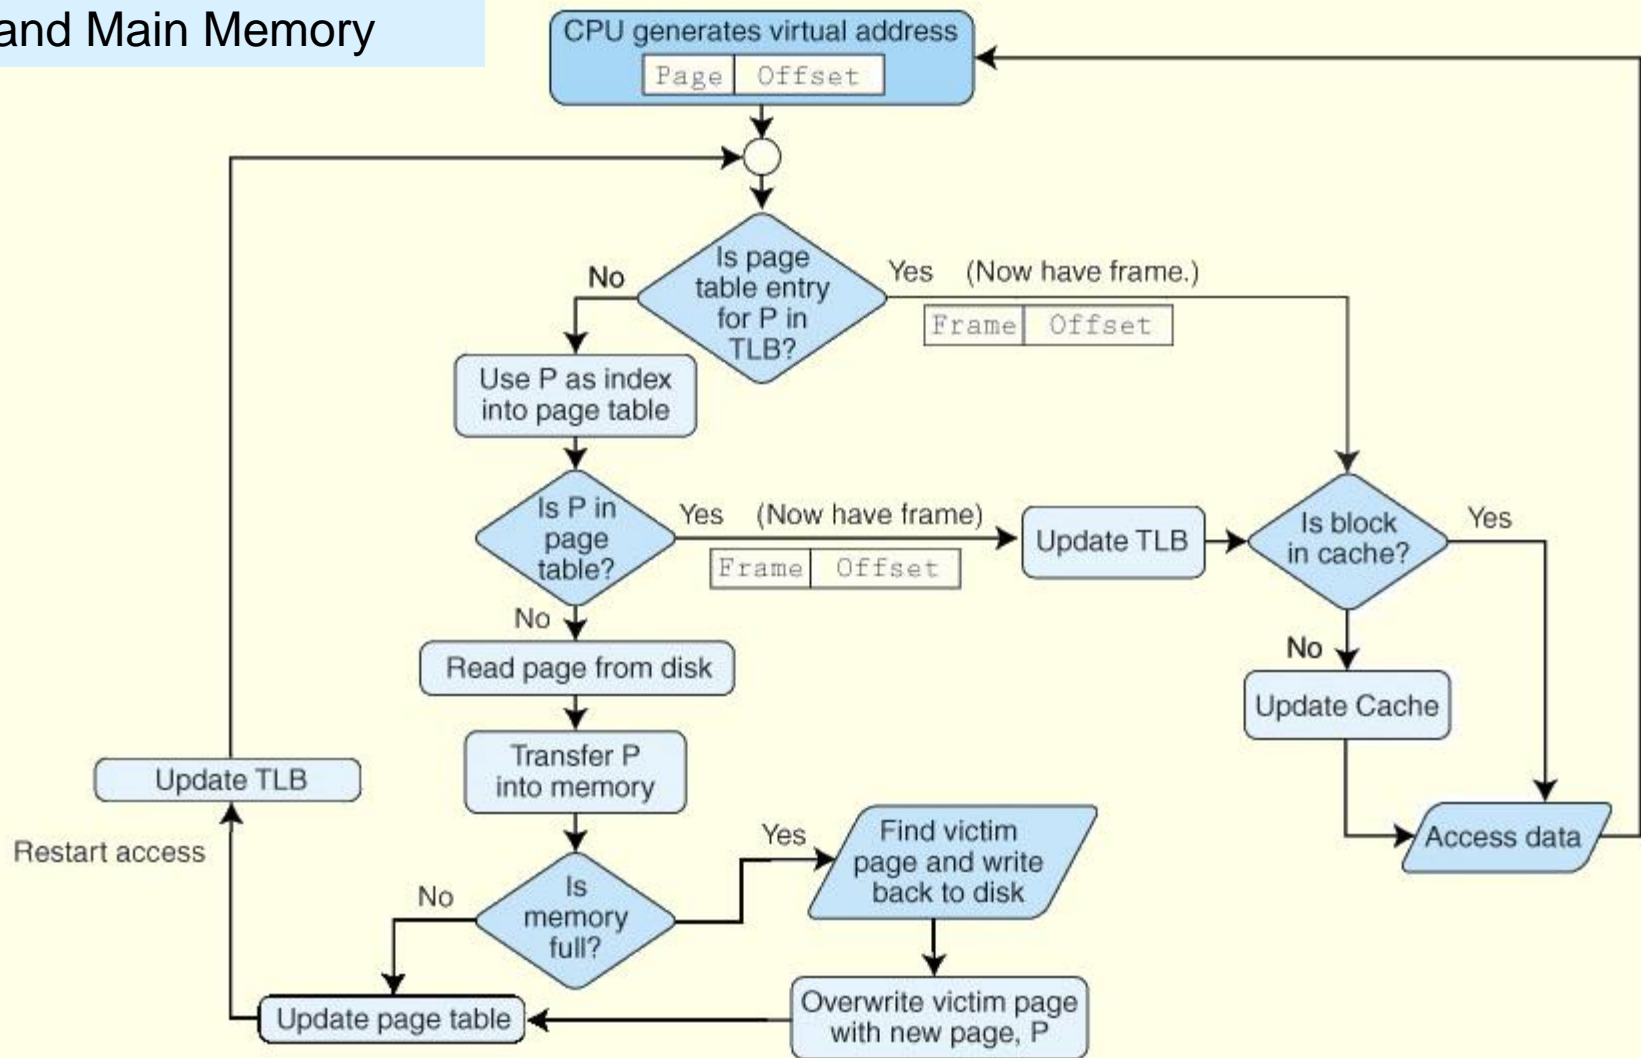 and Main Memory
CPU generates virtual address
Page Offset
Is page
table entry
for P in
TLB?
No
Yes (Now have frame.)
Frame Offset
Use P as index
into page table
Is P in
page
table?
Yes (Now have frame)
Frame Offset
Update TLB
Is block
in cache?
Yes
No
Read page from disk
No
Update Cache
Transfer P
into memory
Update TLB
Restart access
Is
memory
full?
No
Yes
Find victim
page and write
back to disk
Access data
Update page table
Overwrite victim page
with new page, P